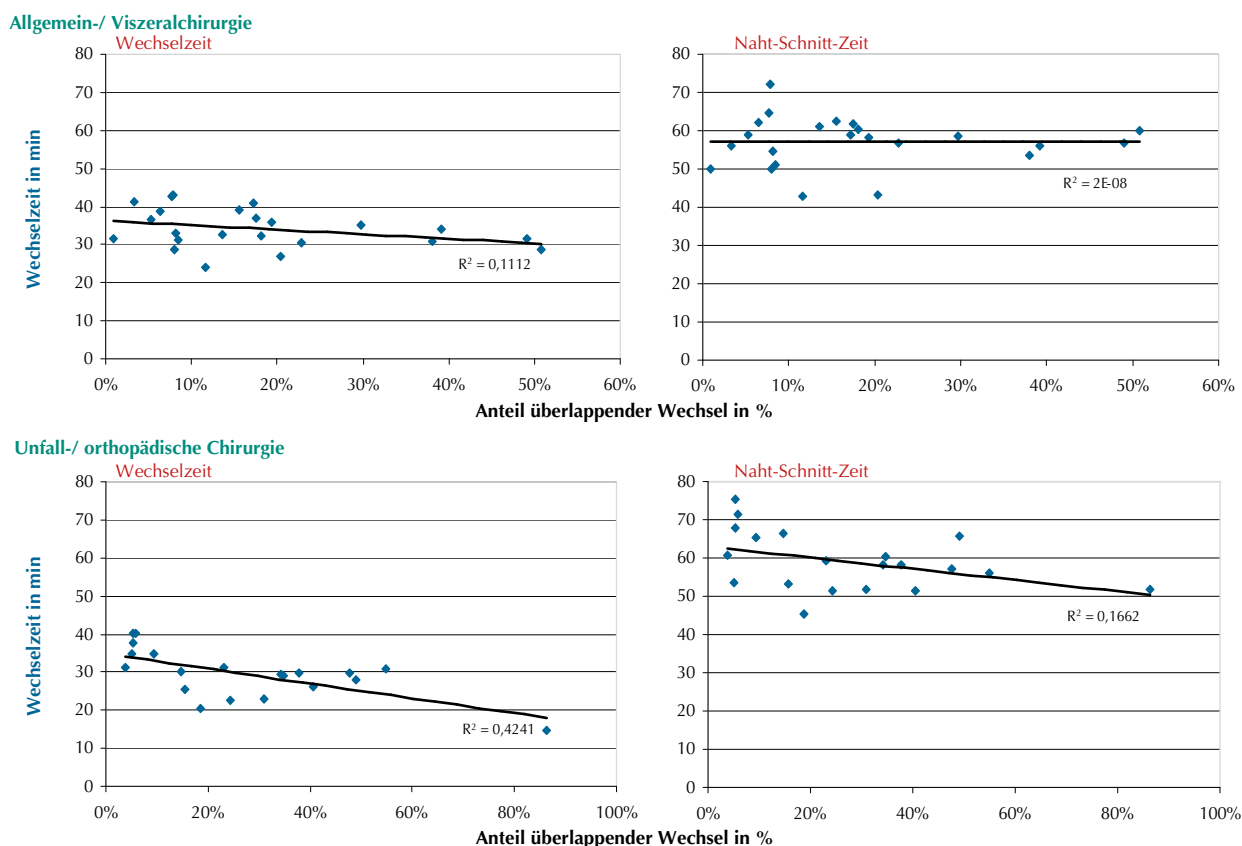 Allgemein-/ Viszeralchirurgie
Wechselzeit
Wechselzeit in min
80
70
60
50
40
30
20
10
0
R² = 0,1112
0% 10% 20% 30% 40% 50% 60%
Naht-Schnitt-Zeit
80
70
60
50
40
30
20
10
0
R² = 2E-08
0% 10% 20% 30% 40% 50% 60%
Anteil überlappender Wechsel in %
Unfall-/ orthopädische Chirurgie
Wechselzeit
Wechselzeit in min
80
70
60
50
40
30
20
10
0
R² = 0,4241
0% 20% 40% 60% 80% 100%
Naht-Schnitt-Zeit
80
70
60
50
40
30
20
10
0
R² = 0,1662
0% 20% 40% 60% 80% 100%
Anteil überlappender Wechsel in %